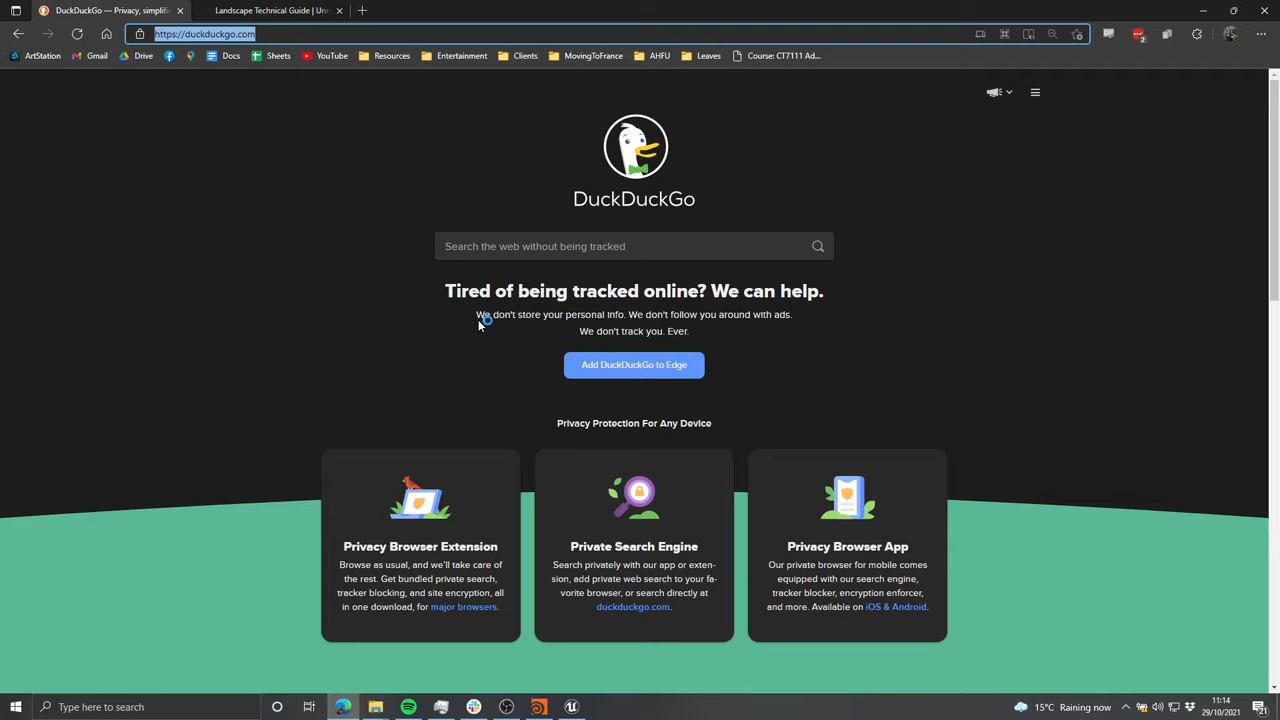 DuckDuckGo — Privacy, simplifi
Landscape Technical Guide | Unr
https://duckduckgo.com
2
ArtStation
Gmail
Drive
Docs
Sheets
YouTube
Resources
Entertainment
Clients
MovingToFrance
AHFU
Leaves
Course: CT7111 Ad...
DuckDuckGo
Search the web without being tracked
Tired of being tracked online? We can help.
We don't store your personal info. We don't follow you around with ads.
We don't track you. Ever.
Add DuckDuckGo to Edge
Privacy Protection For Any Device
Privacy Browser Extension
Browse as usual, and we'll take care of
the rest. Get bundled private search,
tracker blocking, and site encryption, all
in one download, for major browsers.
Private Search Engine
Search privately with our app or exten-
sion, add private web search to your fa-
vorite browser, or search directly at
duckduckgo.com.
Privacy Browser App
Our private browser for mobile comes
equipped with our search engine,
tracker blocker, encryption enforcer,
and more. Available on iOS & Android.
Type here to search
15°C Raining now
11:14
29/10/2021
21